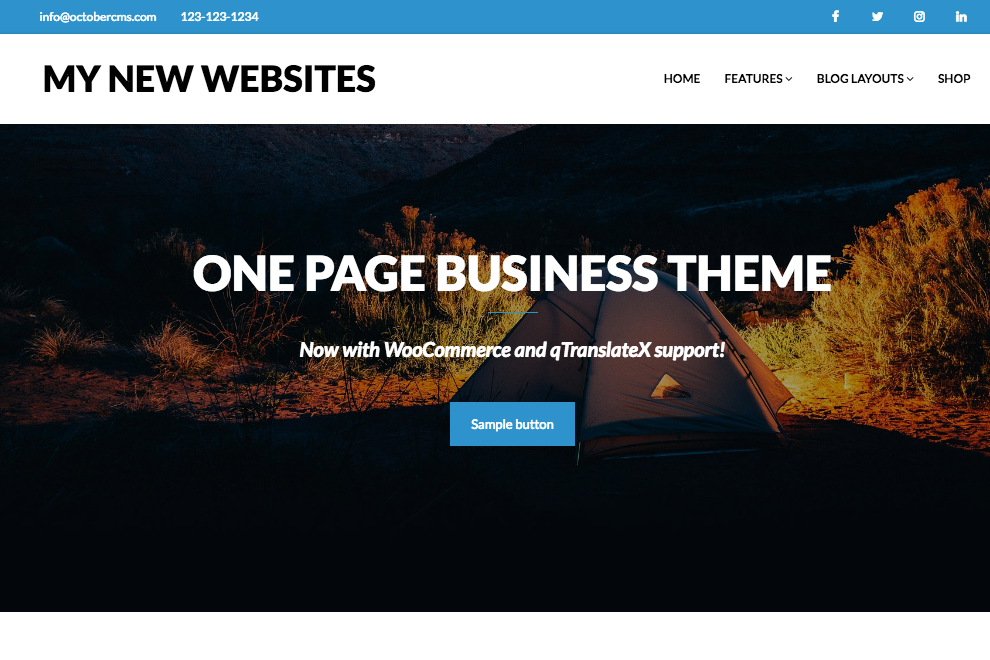 info@octobercms.com 123-123-1234
MY NEW WEBSITES
HOME FEATURES BLOG LAYOUTS SHOP
ONE PAGE BUSINESS THEME
Now with WooCommerce and qTranslateX support!
Sample button